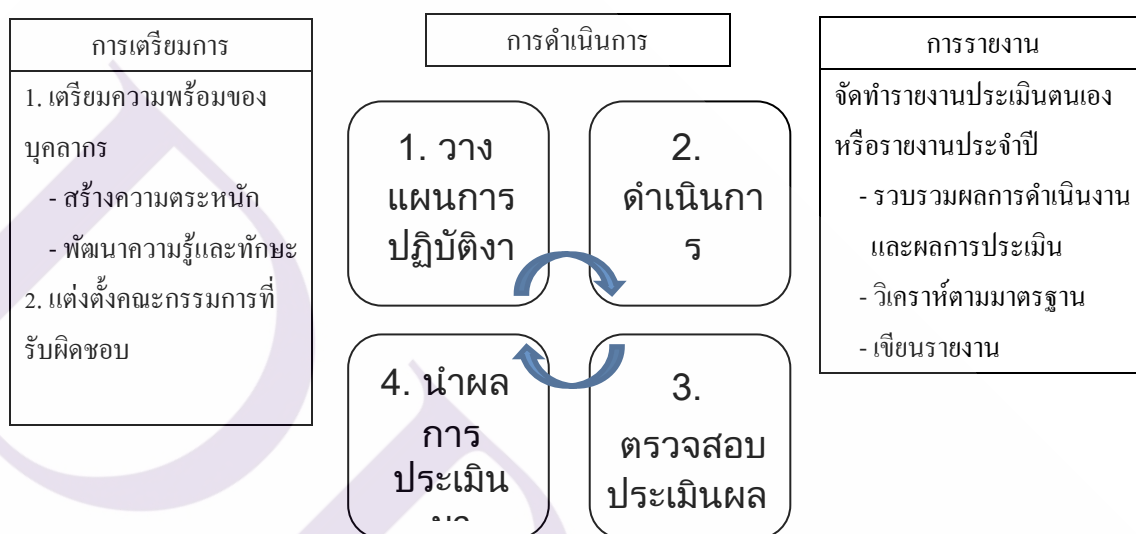 การเตรียมการ
1. เตรียมความพร้อมของ
บุคลากร
- สร้างความตระหนัก
- พัฒนาความรู้และทักษะ
2. แต่งตั้งคณะกรรมการที่
รับผิดชอบ
การดำเนินการ
1. วาง
แผนการ
ปฏิบัติงา
2.
ดำเนินกา
ร
4. นำผล
การ
ประเมิน
3.
ตรวจสอบ
ประเมินผล
การรายงาน
จัดทำรายงานประเมินตนเอง
หรือรายงานประจำปี
- รวบรวมผลการดำเนินงาน
และผลการประเมิน
- วิเคราห์ตามมาตรฐาน
- เขียนรายงาน